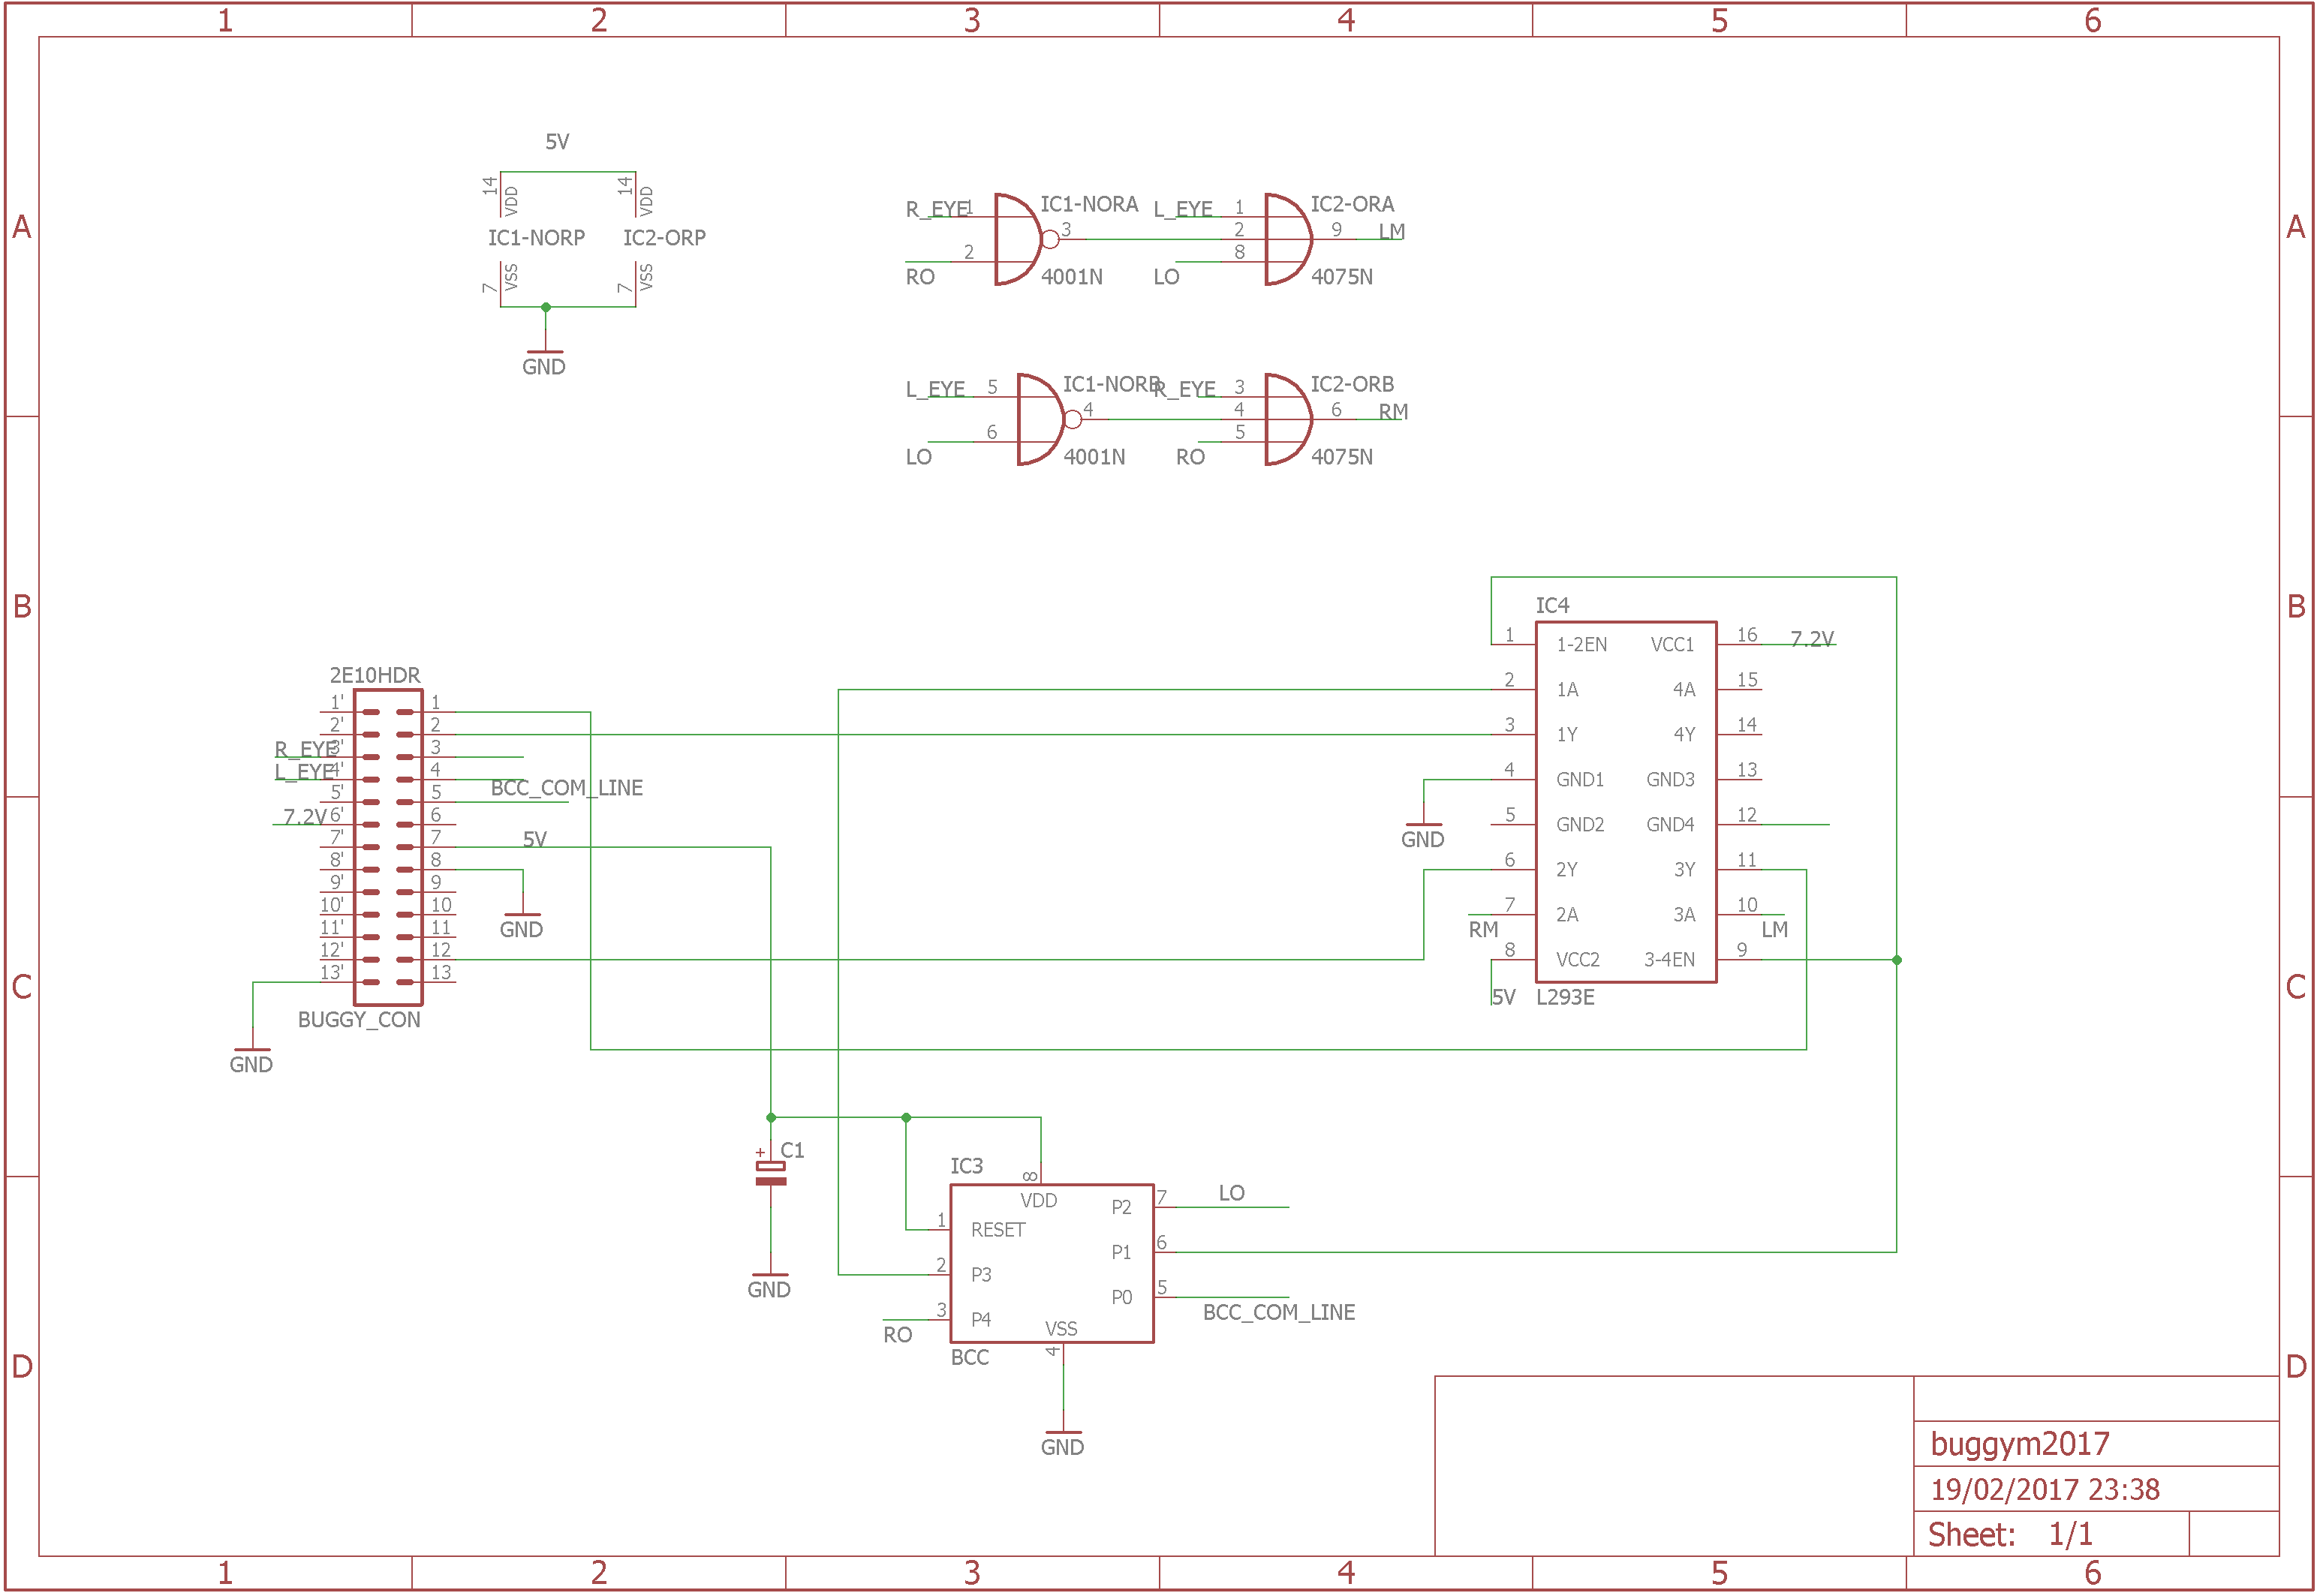 1 2 3 4 5 6
A A
B B
C C
D D
5V
14 VDD 14 VDD
IC1-NORP IC2-ORP
7 VSS 7 VSS
GND
R_EYE 1 IC1-NORA
3
2
RO 4001N
L_EYE 1 IC2-ORA
2 9 LM
8
LO 4075N
L_EYE 5 IC1-NORB
4
6
LO 4001N
R_EYE 3 IC2-ORB
4 6 RM
5
RO 4075N
2E10HDR
1' 1
2' 2
R_EYE 3' 3
L_EYE 4' 4
5' 5 BCC_COM_LINE
7.2V 6' 6
7' 7 5V
8' 8
9' 9
10' 10
11' 11
12' 12
13' 13
GND
BUGGY_CON
GND
IC4
1 1-2EN VCC1 16 7.2V
2 1A 4A 15
3 1Y 4Y 14
4 GND1 GND3 13
5 GND2 GND4 12
GND
6 2Y 3Y 11
7 2A 3A 10
RM LM
8 VCC2 3-4EN 9
5V L293E
+ C1
GND
IC3
8
VDD
1 RESET P2 7 LO
2 P3 P1 6
3 P4 P0 5
RO BCC_COM_LINE
VSS
4
BCC
GND
buggym2017
19/02/2017 23:38
Sheet: 1/1
1 2 3 4 5 6